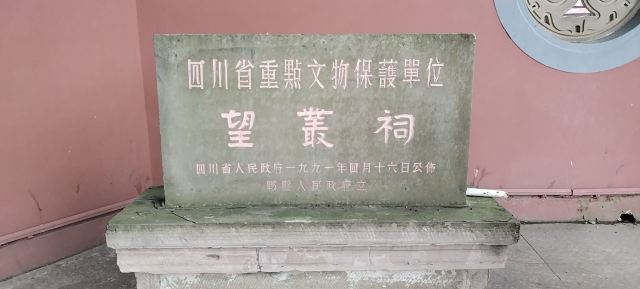 四川省重點文物保護單位
望叢祠
四川省人民政府一九九一年四月十六日公佈
郫縣人民政府立